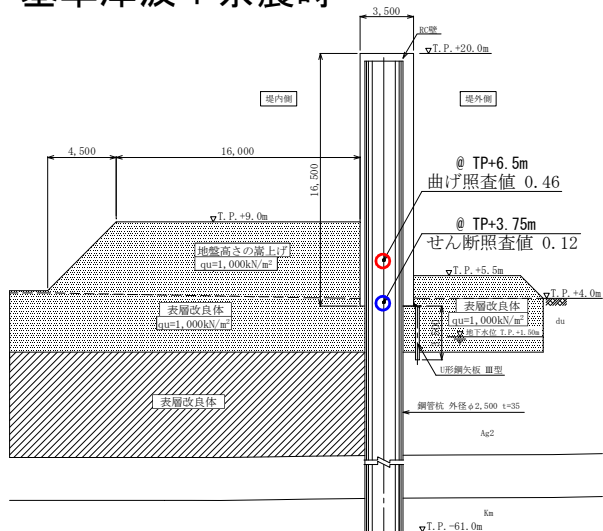 基準津波+余震時
3,500
RC壁
▽T.P.+20.0m
堤内側
堤外側
4,500
16,000
16,500
@ TP+6.5m
曲げ照査値 0.46
▽T.P.+9.0m
@ TP+3.75m
せん断照査値 0.12
地盤高さの嵩上げ
qu=1,000kN/m²
▽T.P.+5.5m
▽T.P.+4.0m
表層改良体
qu=1,000kN/m²
表層改良体
qu=1,000kN/m²
du
地下水位 T.P.+1.50m
U形鋼矢板 Ⅲ型
表層改良体
鋼管杭 外径φ2,500 t=35
Ag2
Km
▽T.P.-61.0m